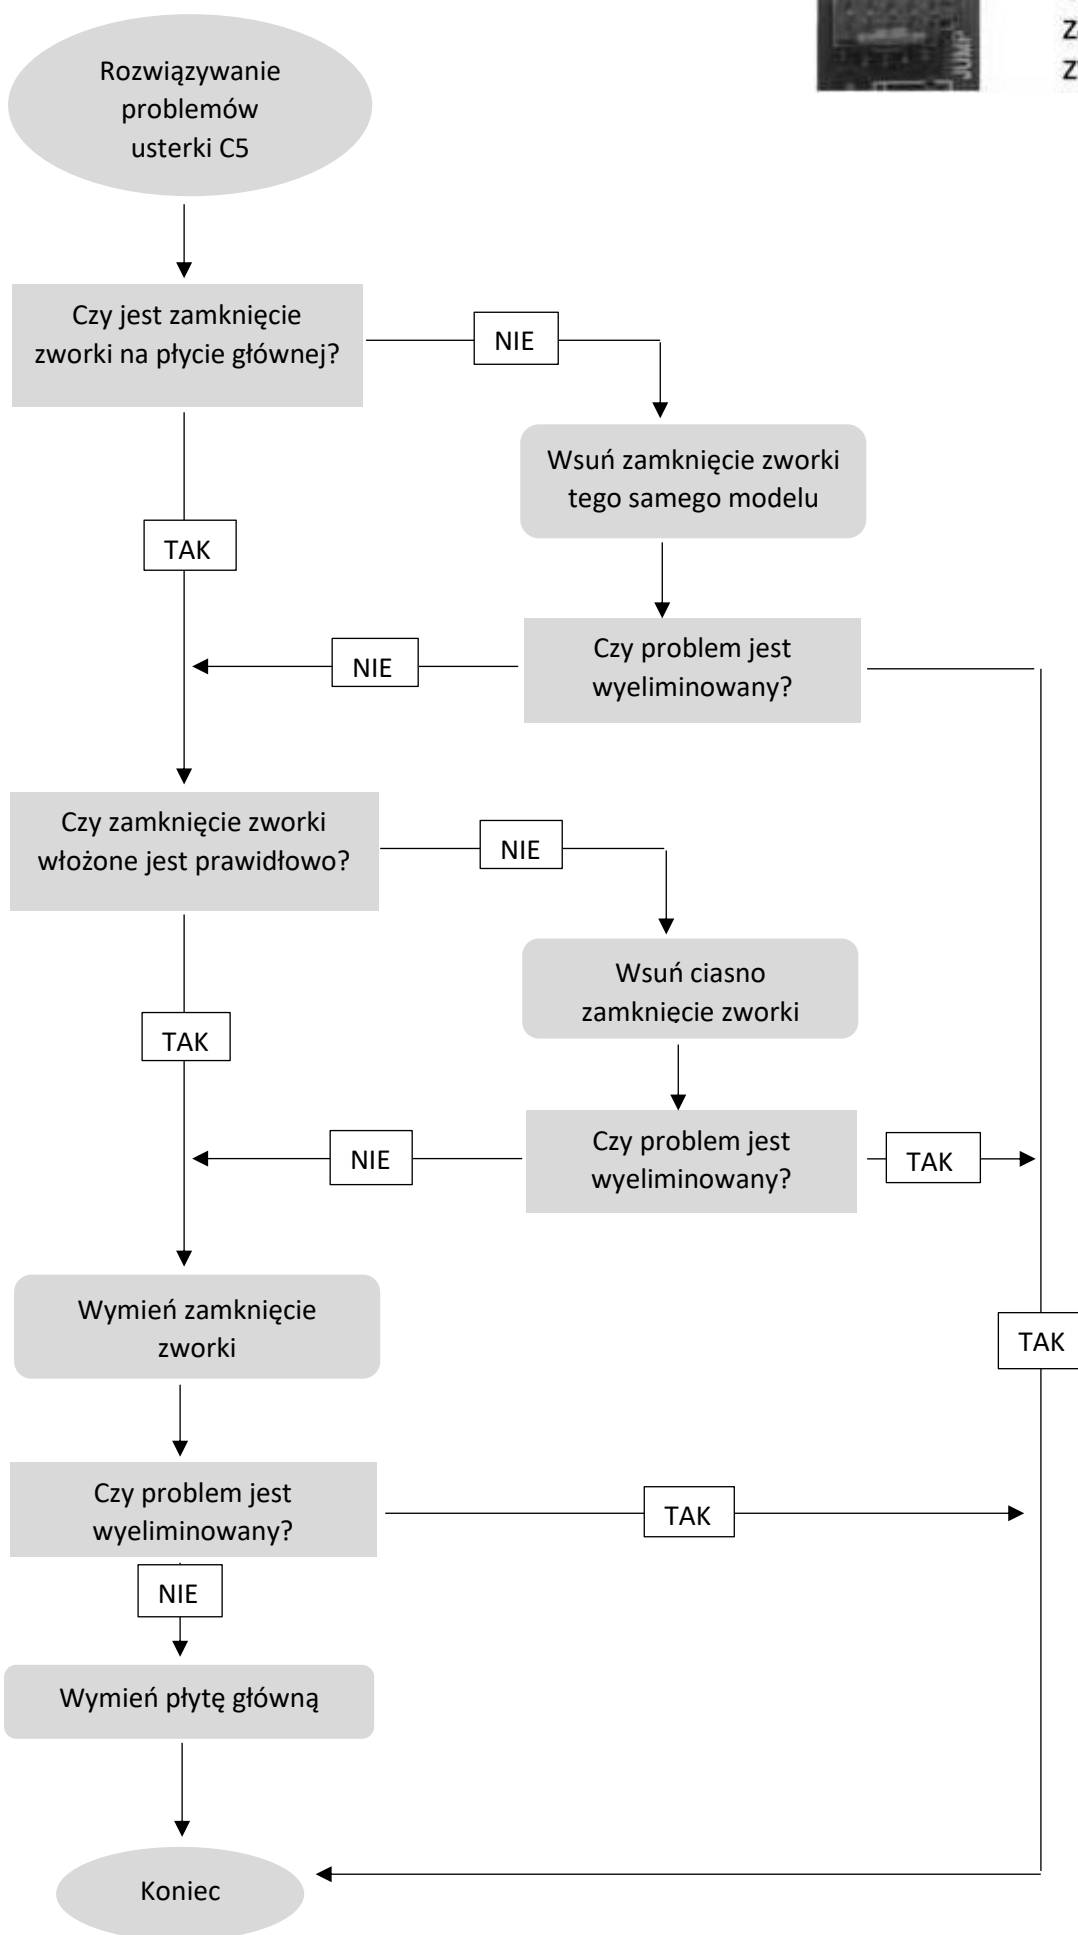 JUMP
Rozwiązywanie
problemów
usterki C5
Czy jest zamknięcie
zworki na płycie głównej?
NIE
Wsuń zamknięcie zworki
tego samego modelu
TAK
Czy problem jest
wyeliminowany?
NIE
Czy zamknięcie zworki
włożone jest prawidłowo?
NIE
Wsuń ciasno
zamknięcie zworki
TAK
Czy problem jest
wyeliminowany?
NIE
TAK
Wymień zamknięcie
zworki
TAK
Czy problem jest
wyeliminowany?
TAK
NIE
Wymień płytę główną
Koniec